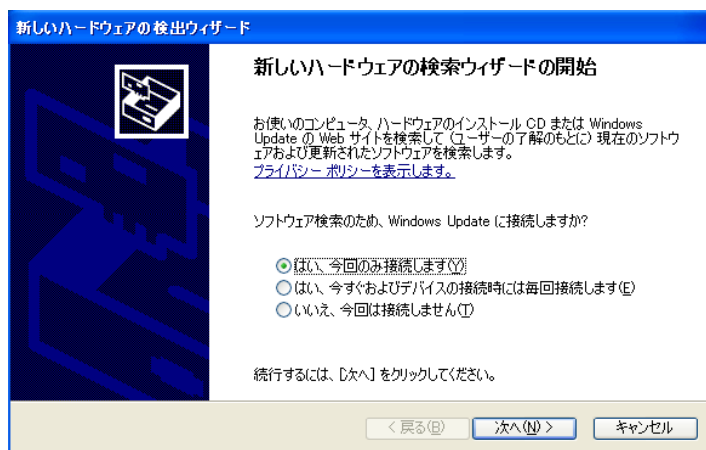 新しいハードウェアの検出ウィザード
新しいハードウェアの検索ウィザードの開始
お使いのコンピュータ、ハードウェアのインストール CD または Windows
Update の Web サイトを検索して (ユーザーの了解のもとに) 現在のソフトウ
ェアおよび更新されたソフトウェアを検索します。
プライバシー ポリシーを表示します。
ソフトウェア検索のため、Windows Update に接続しますか?
はい、今回のみ接続します(Y)
はい、今すぐおよびデバイスの接続時には毎回接続します(E)
いいえ、今回は接続しません(T)
続行するには、[次へ] をクリックしてください。
< 戻る(B) 次へ(N) > キャンセル